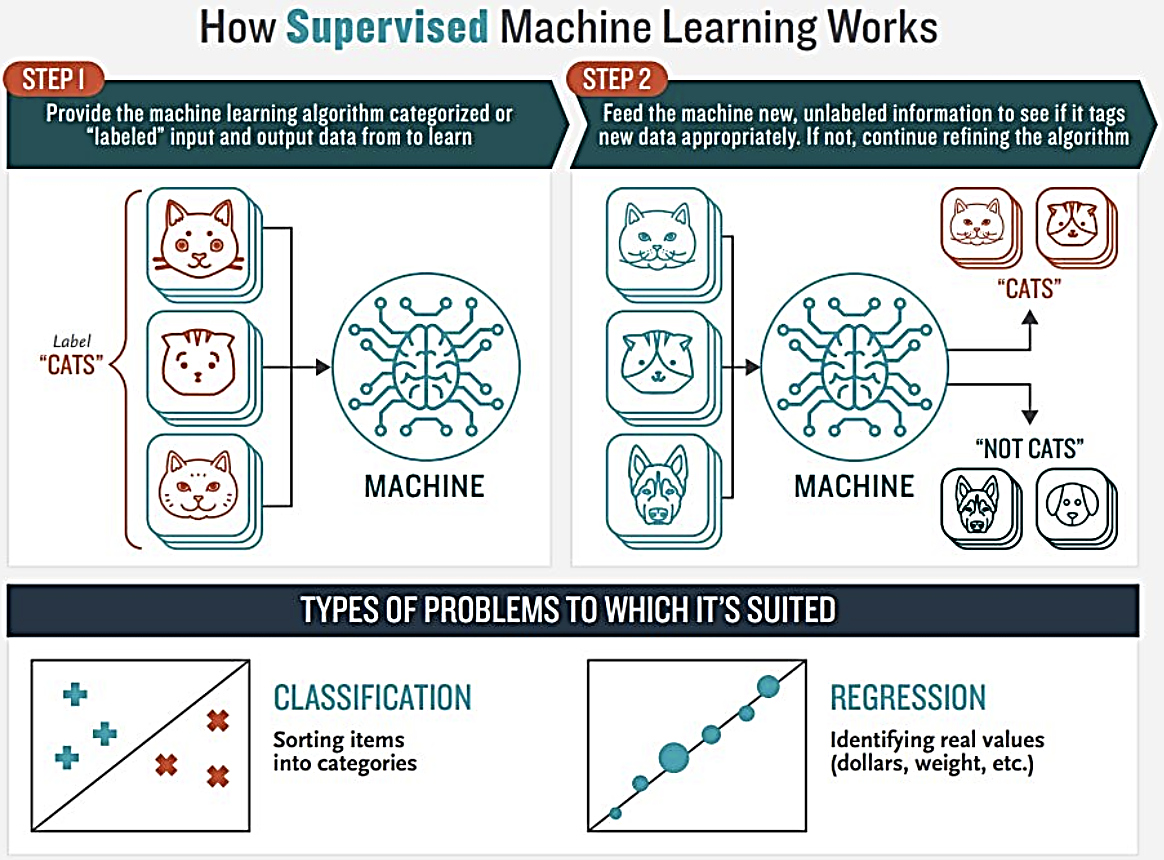 How Supervised Machine Learning Works
STEP 1
Provide the machine learning algorithm categorized or
“labeled” input and output data from to learn
STEP 2
Feed the machine new, unlabeled information to see if it tags
new data appropriately. If not, continue refining the algorithm
Label
“CATS”
MACHINE
MACHINE
“CATS”
“NOT CATS”
TYPES OF PROBLEMS TO WHICH IT’S SUITED
CLASSIFICATION
Sorting items
into categories
REGRESSION
Identifying real values
(dollars, weight, etc.)